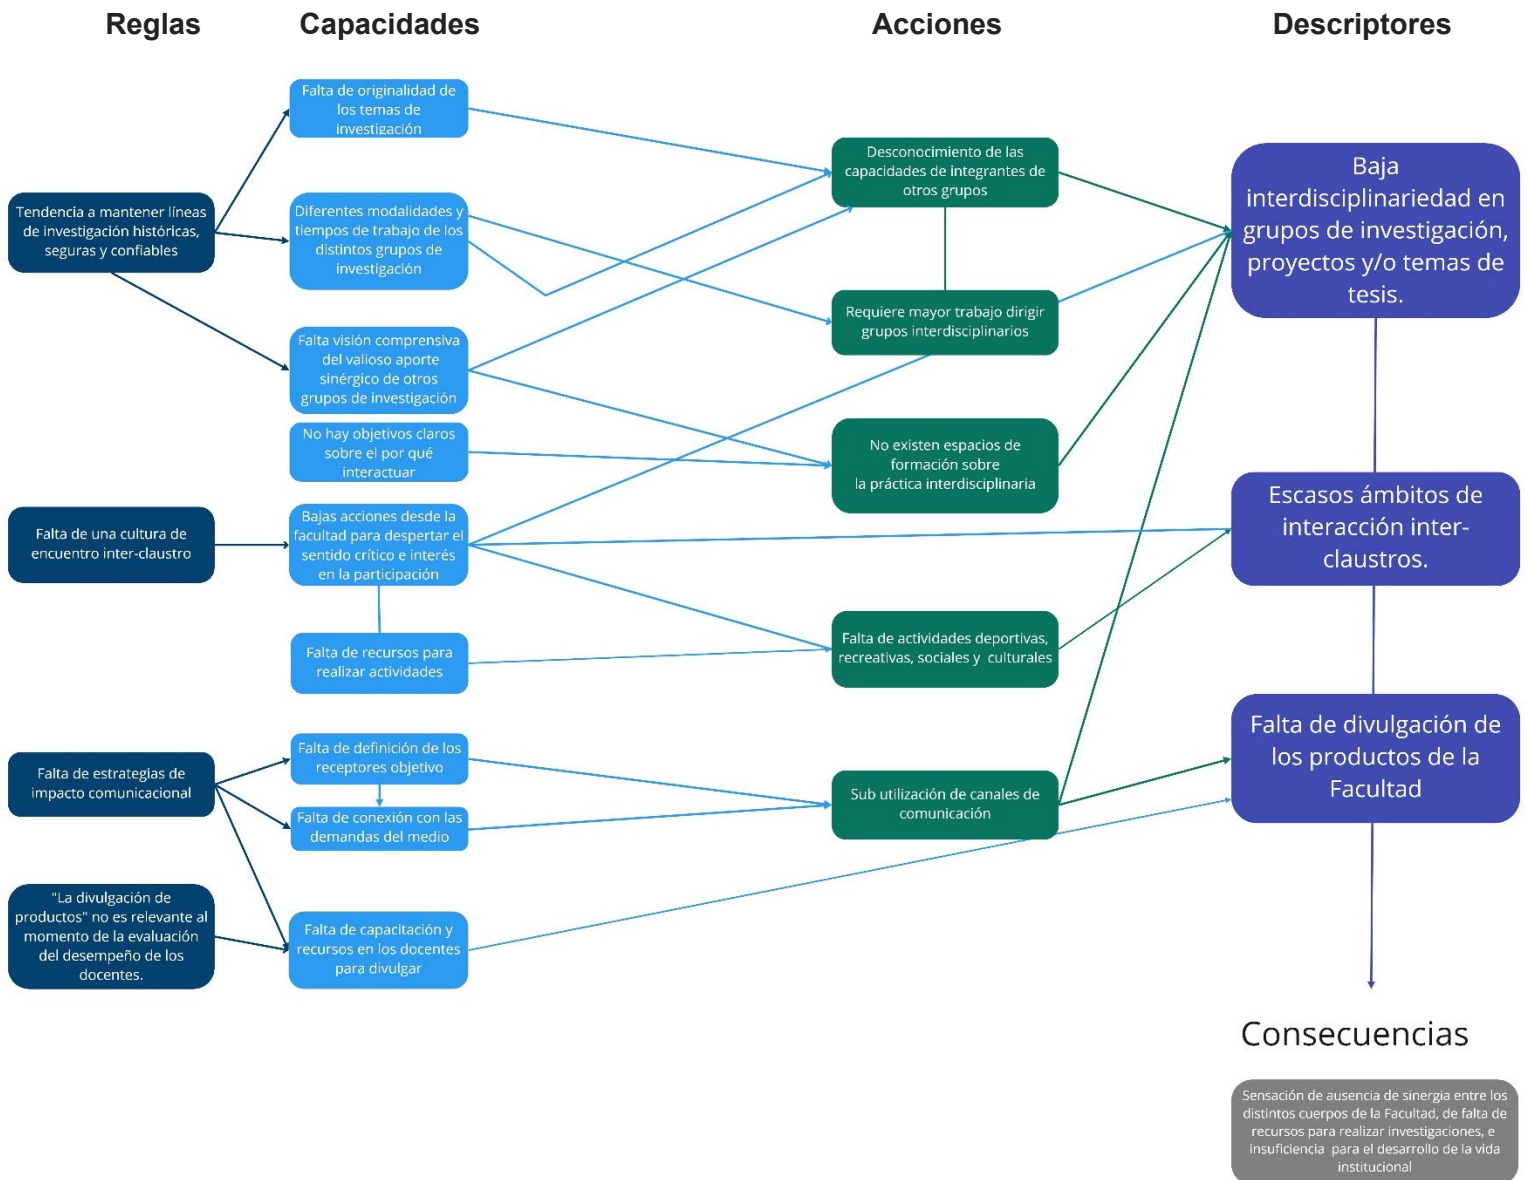 Reglas
Capacidades
Acciones
Descriptores
Tendencia a mantener líneas
de investigación históricas,
seguras y confiables
Falta de una cultura de
encuentro inter-claustro
Falta de estrategias de
impacto comunicacional
"La divulgación de
productos" no es relevante al
momento de la evaluación
del desempeño de los
docentes.
Falta de originalidad de
los temas de
investigación
Diferentes modalidades y
tiempos de trabajo de los
distintos grupos de
investigación
Falta visión comprensiva
del valioso aporte
sinérgico de otros
grupos de investigación
No hay objetivos claros
sobre el por qué
interactuar
Bajas acciones desde la
facultad para despertar el
sentido crítico e interés
en la participación
Falta de recursos para
realizar actividades
Falta de definición de los
receptores objetivo
Falta de conexión con las
demandas del medio
Falta de capacitación y
recursos en los docentes
para divulgar
Desconocimiento de las
capacidades de integrantes de
otros grupos
Requiere mayor trabajo dirigir
grupos interdisciplinarios
No existen espacios de
formación sobre
la práctica interdisciplinaria
Falta de actividades deportivas,
recreativas, sociales y culturales
Sub utilización de canales de
comunicación
Baja
interdisciplinariedad en
grupos de investigación,
proyectos y/o temas de
tesis.
Escasos ámbitos de
interacción inter-
claustros.
Falta de divulgación de
los productos de la
Facultad
Consecuencias
Sensación de ausencia de sinergia entre los
distintos cuerpos de la Facultad, de falta de
recursos para realizar investigaciones, e
insuficiencia para el desarrollo de la vida
institucional